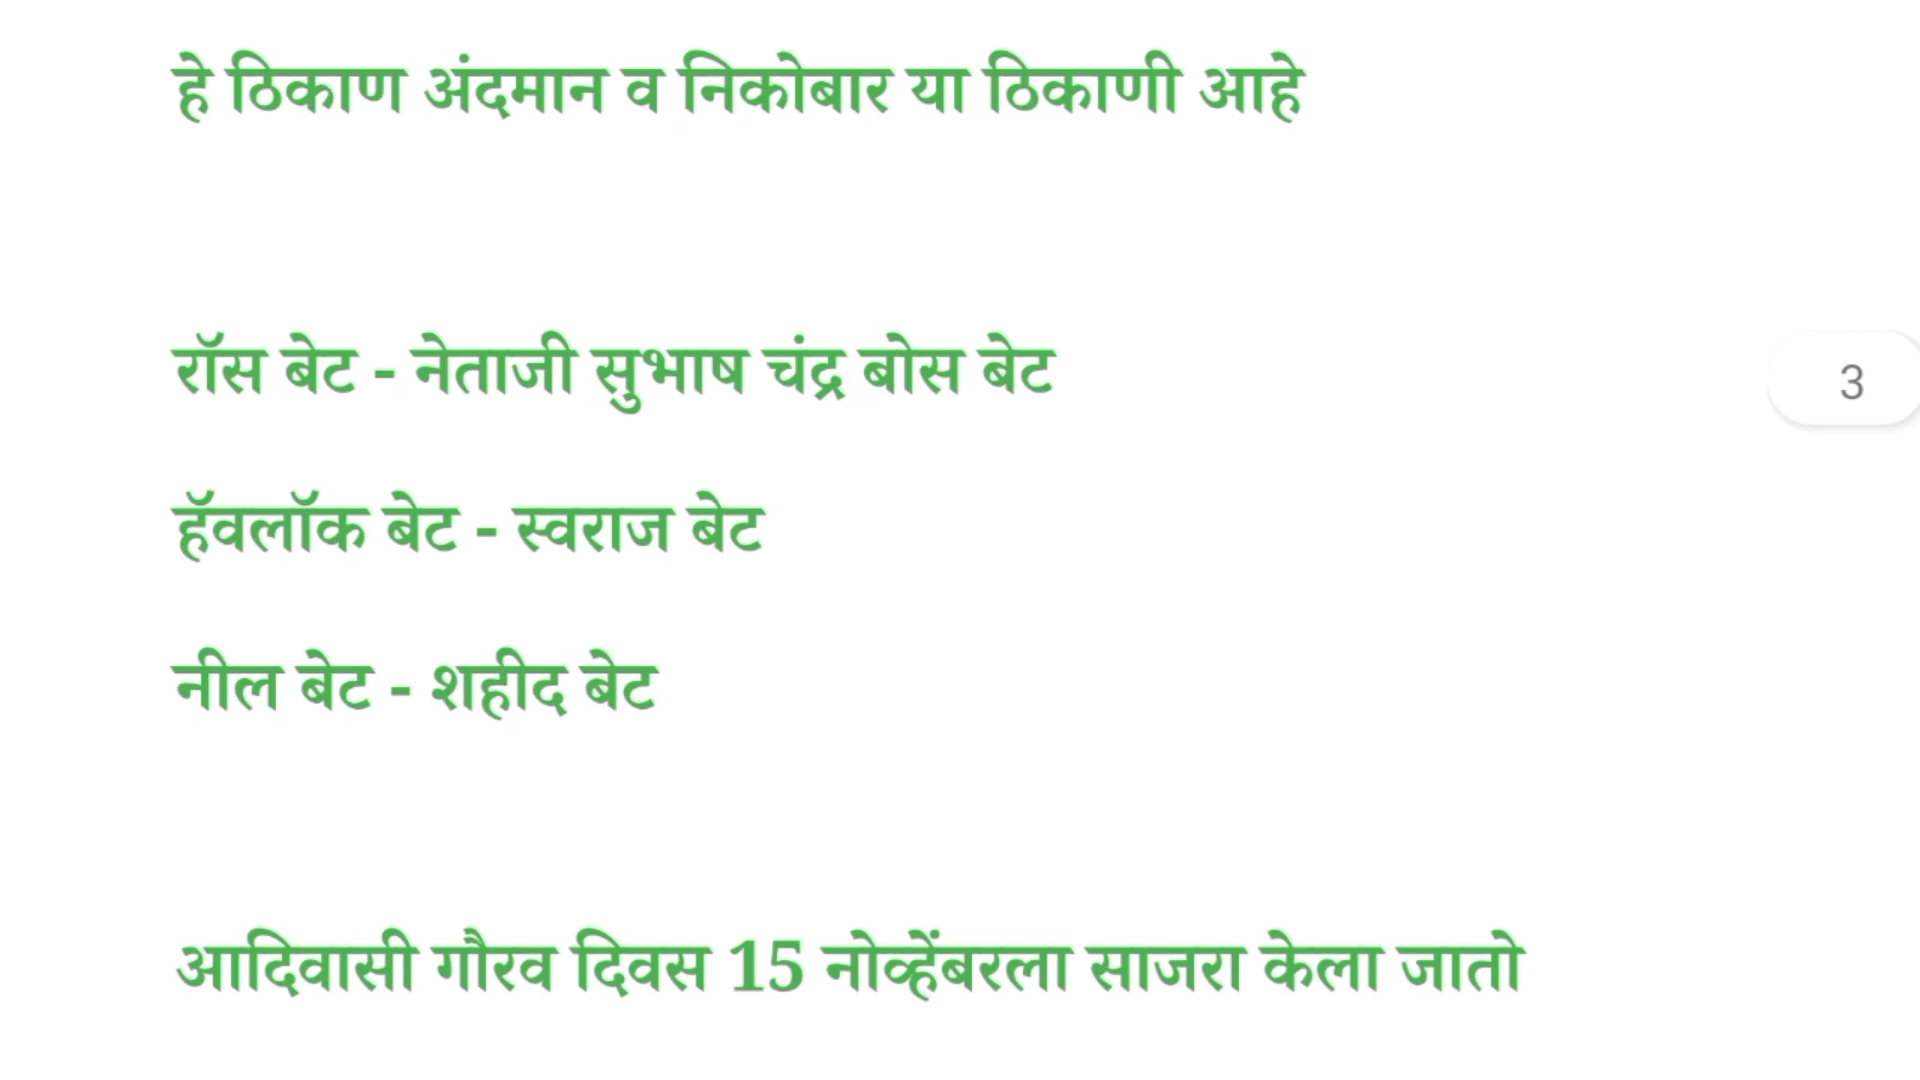 हे ठिकाण अंदमान व निकोबार या ठिकाणी आहे
रॉस बेट - नेताजी सुभाष चंद्र बोस बेट
3
हॅवलॉक बेट - स्वराज बेट
नील बेट - शहीद बेट
आदिवासी गौरव दिवस 15 नोव्हेंबरला साजरा केला जातो